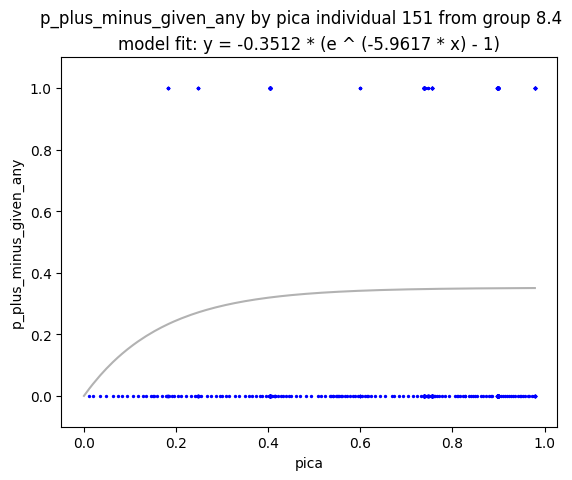 p_plus_minus_given_any by pica individual 151 from group 8.4
model fit: y = -0.3512 * (e ^ (-5.9617 * x) - 1)
1.0
0.8
0.6
0.4
0.2
0.0
p_plus_minus_given_any
0.0 0.2 0.4 0.6 0.8 1.0
pica